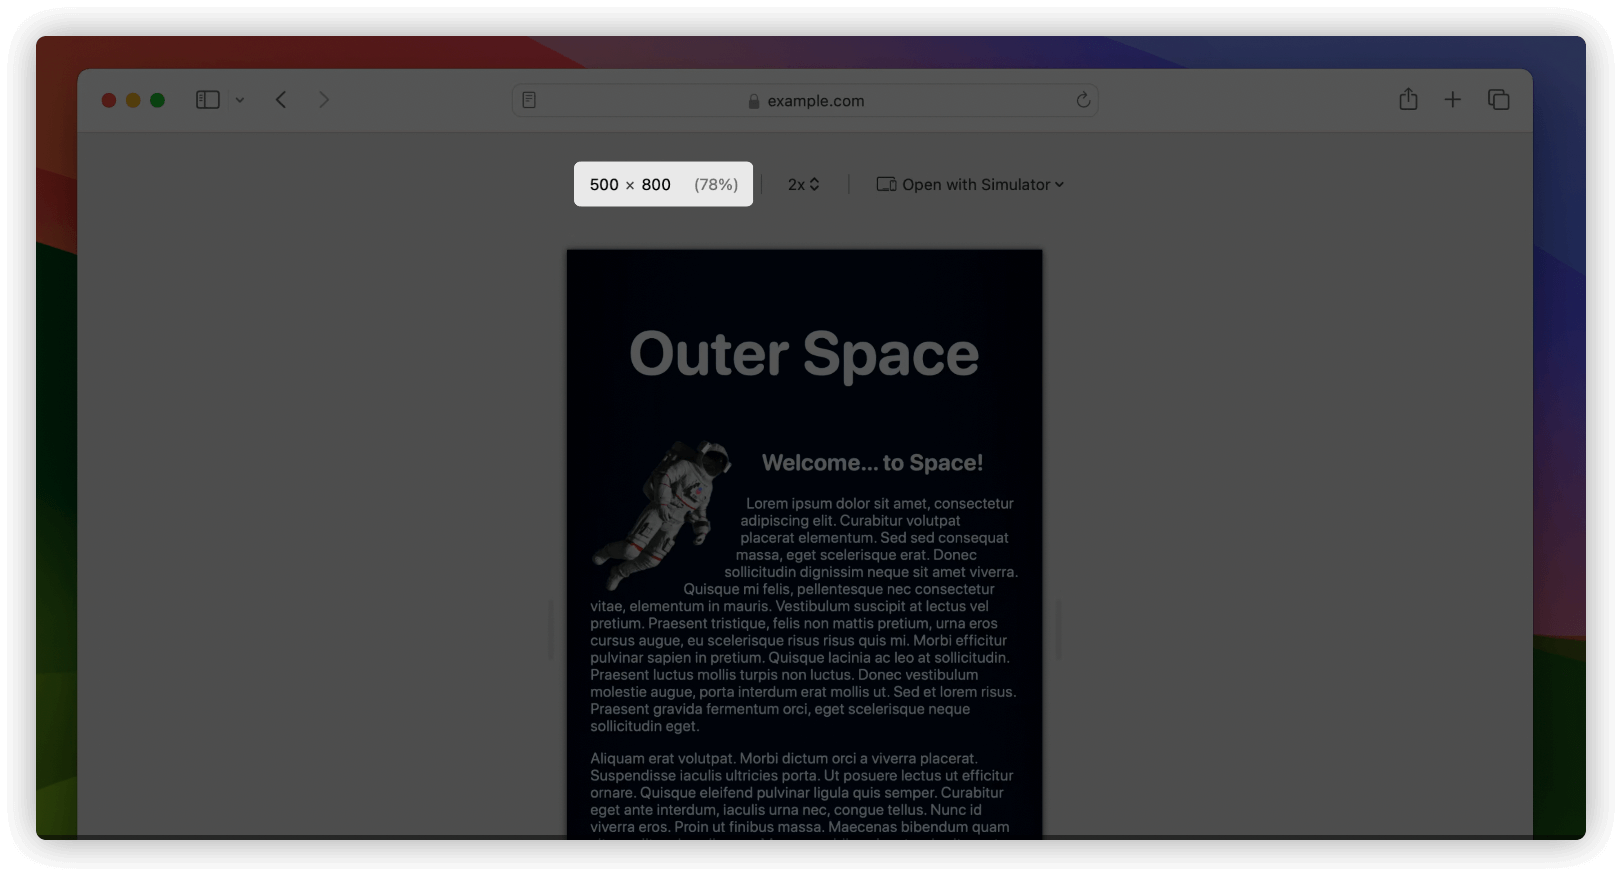 example.com
500 × 800 (78%) 2x Open with Simulator
Outer Space
Welcome... to Space!
Lorem ipsum dolor sit amet, consectetur
adipiscing elit. Curabitur volutpat
placerat elementum. Sed sed consequat
massa, eget scelerisque erat. Donec
sollicitudin dignissim neque sit amet viverra.
Quisque mi felis, pellentesque nec consectetur
vitae, elementum in mauris. Vestibulum suscipit at lectus vel
pretium. Praesent tristique, felis non mattis pretium, urna eros
cursus augue, eu scelerisque risus risus quis mi. Morbi efficitur
pulvinar sapien in pretium. Quisque lacinia ac leo at sollicitudin.
Praesent luctus mollis turpis non luctus. Donec vestibulum
molestie augue, porta interdum erat mollis ut. Sed et lorem risus.
Praesent gravida fermentum orci, eget scelerisque neque
sollicitudin eget.
Aliquam erat volutpat. Morbi dictum orci a viverra placerat.
Suspendisse iaculis ultricies porta. Ut posuere lectus ut efficitur
ornare. Quisque eleifend pulvinar ligula quis semper. Curabitur
eget ante interdum, iaculis urna nec, congue tellus. Nunc id
viverra eros. Proin ut finibus massa. Maecenas bibendum quam